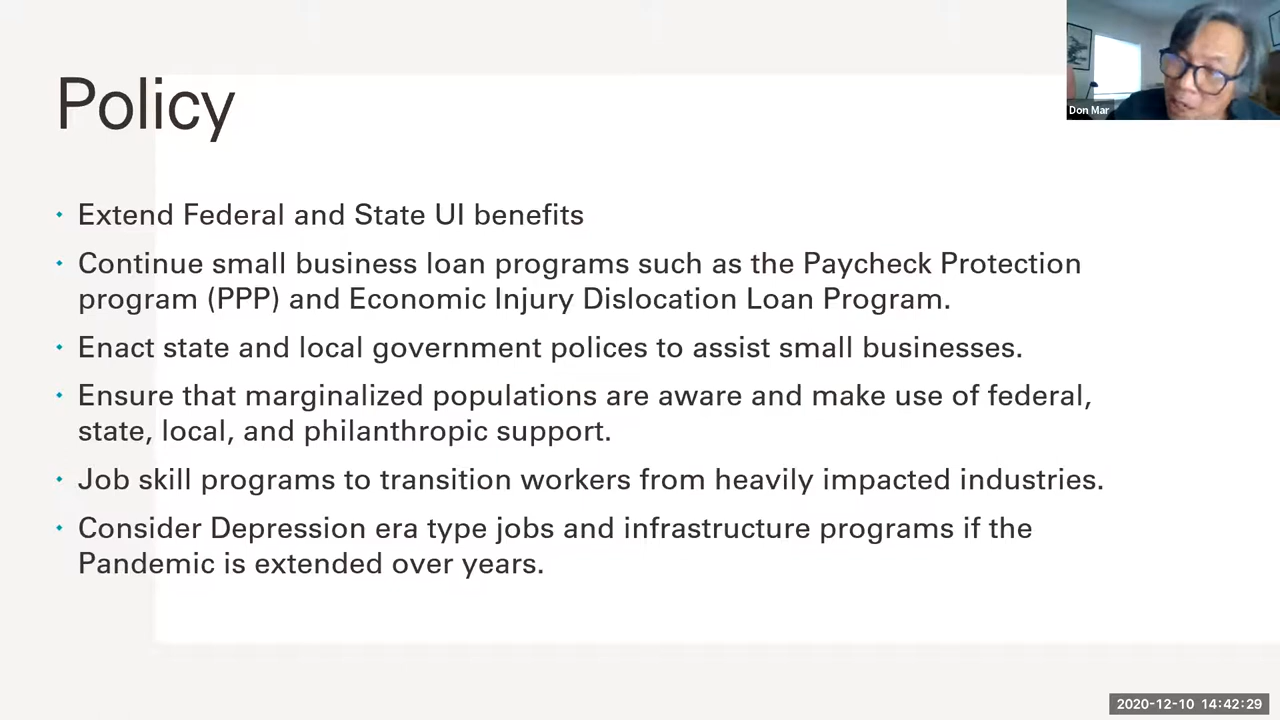 Policy
Don Mar
• Extend Federal and State UI benefits
• Continue small business loan programs such as the Paycheck Protection
program (PPP) and Economic Injury Dislocation Loan Program.
• Enact state and local government polices to assist small businesses.
• Ensure that marginalized populations are aware and make use of federal,
state, local, and philanthropic support.
• Job skill programs to transition workers from heavily impacted industries.
• Consider Depression era type jobs and infrastructure programs if the
Pandemic is extended over years.
2020-12-10 14:42:29